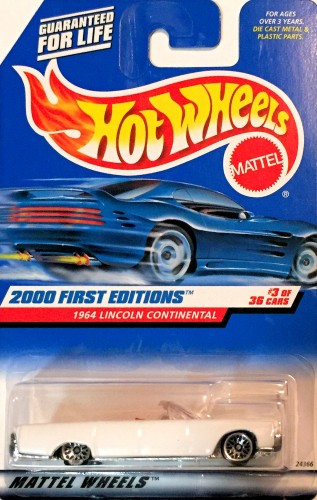 GUARANTEED
FOR LIFE
FOR AGES
OVER 3 YEARS.
DIE CAST METAL &
PLASTIC PARTS.
HOT WHEELS
MATTEL
®
2000 FIRST EDITIONS™
#3 OF
36 CARS
1964 LINCOLN CONTINENTAL
24366
MATTEL WHEELS™